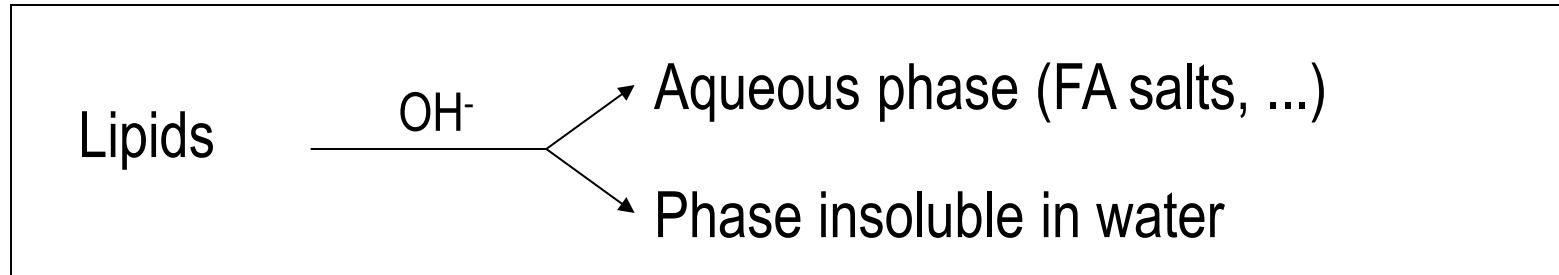 Aqueous phase (FA salts, ...)
OH-
Lipids
Phase insoluble in water